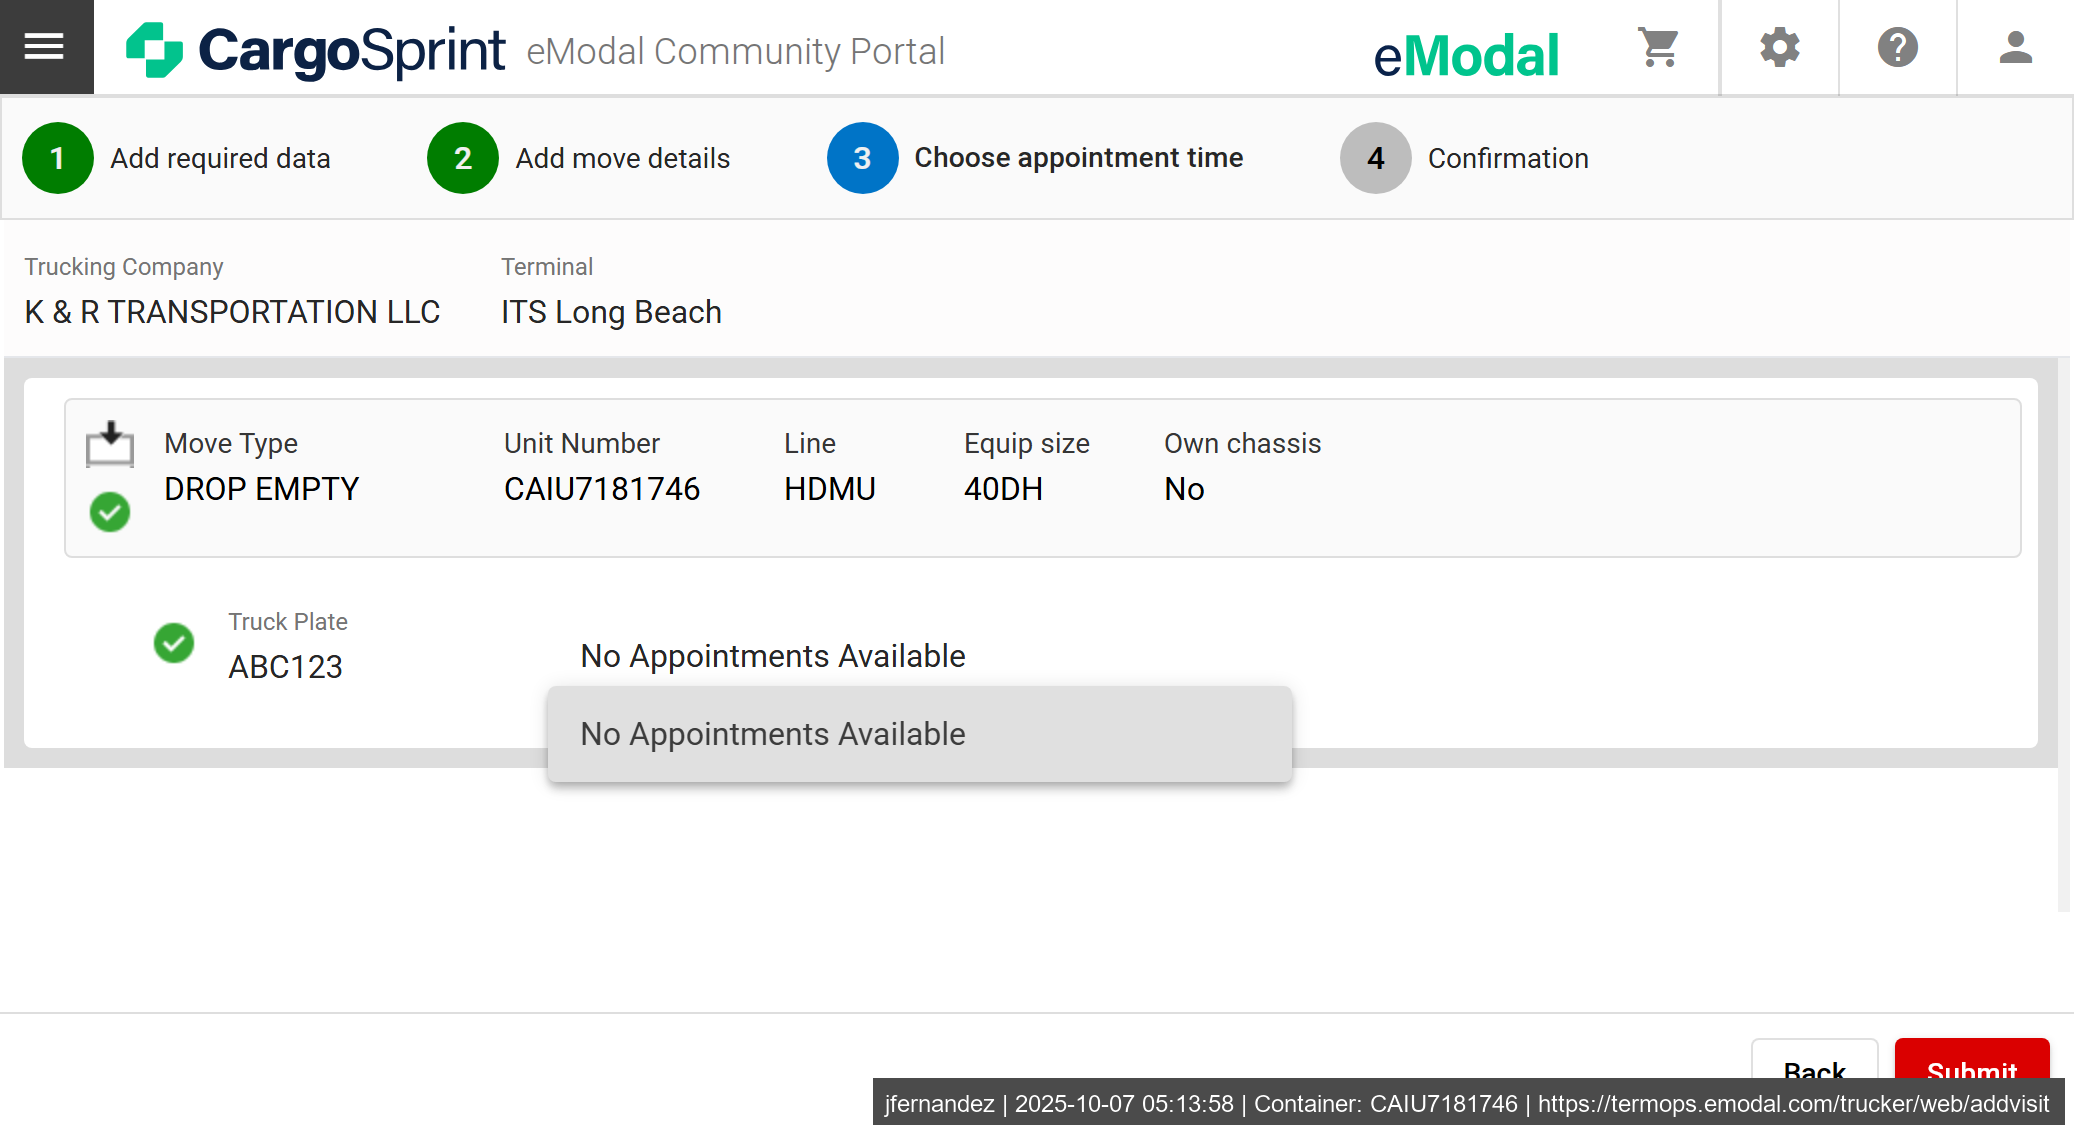 CargoSprint eModal Community Portal
eModal
1 Add required data
2 Add move details
3 Choose appointment time
4 Confirmation
Trucking Company
K & R TRANSPORTATION LLC
Terminal
ITS Long Beach
Move Type
DROP EMPTY
Unit Number
CAIU7181746
Line
HDMU
Equip size
40DH
Own chassis
No
Truck Plate
ABC123
No Appointments Available
No Appointments Available
Back
Submit
jfernandez | 2025-10-07 05:13:58 | Container: CAIU7181746 | https://termops.emodal.com/trucker/web/addvisit